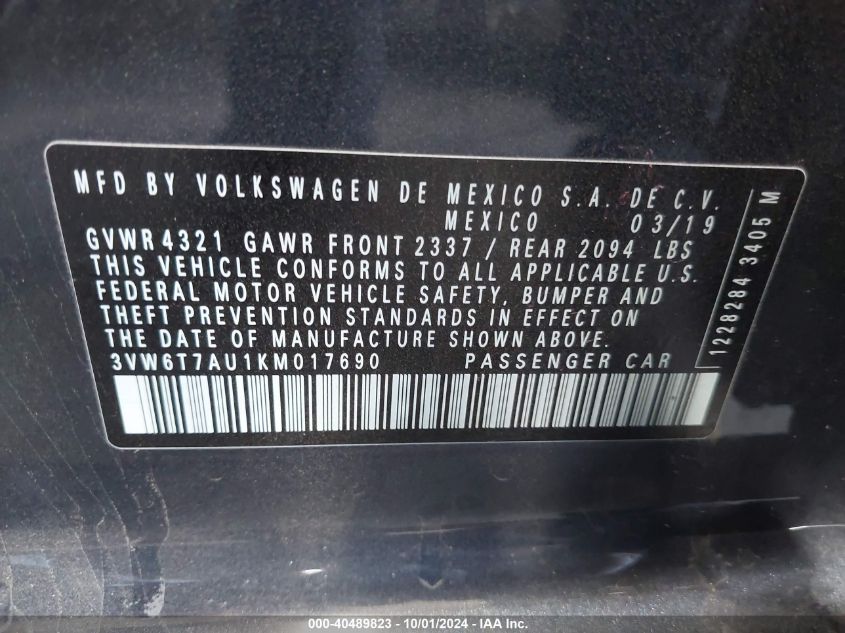 MFD BY VOLKSWAGEN DE MEXICO S.A. DE C.V.
MEXICO 03/19
GVWR 4321 GAWR FRONT 2337 / REAR 2094 LBS
THIS VEHICLE CONFORMS TO ALL APPLICABLE U.S.
FEDERAL MOTOR VEHICLE SAFETY, BUMPER AND
THEFT PREVENTION STANDARDS IN EFFECT ON
THE DATE OF MANUFACTURE SHOWN ABOVE.
3VW6T7AU1KM017690 PASSENGER CAR
1228284 3405 M
000-40489823 - 10/01/2024 - IAA Inc.